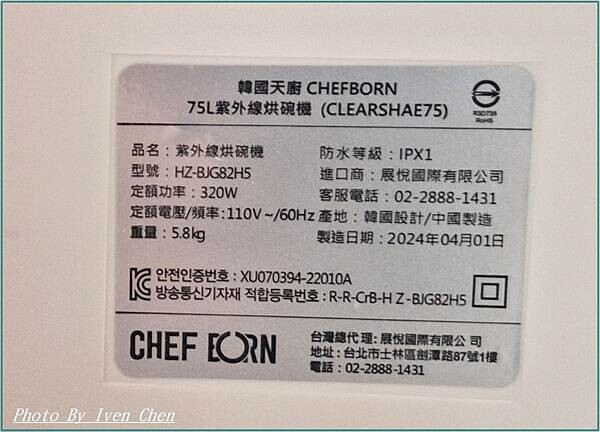 韓國天廚 CHEFBORN
75L紫外線烘碗機 (CLEARSHAE75)
R3D738
RoHS
品名：紫外線烘碗機
型號：HZ-BJG82H5
定額功率：320W
定額電壓/頻率：110V ~/60Hz
重量：5.8kg
防水等級：IPX1
進口商：展悅國際有限公司
客服電話：02-2888-1431
產地：韓國設計/中國製造
製造日期：2024年04月01日
안전인증번호 : XU070394-22010A
방송통신기자재 적합등록번호 : R-R-CrB-H Z -BJG82H5
CHEF BORN
台灣總代理: 展悅國際有限公司
地址: 台北市士林區劍潭路87號1樓
電話：02-2888-1431
Photo By Iven Chen